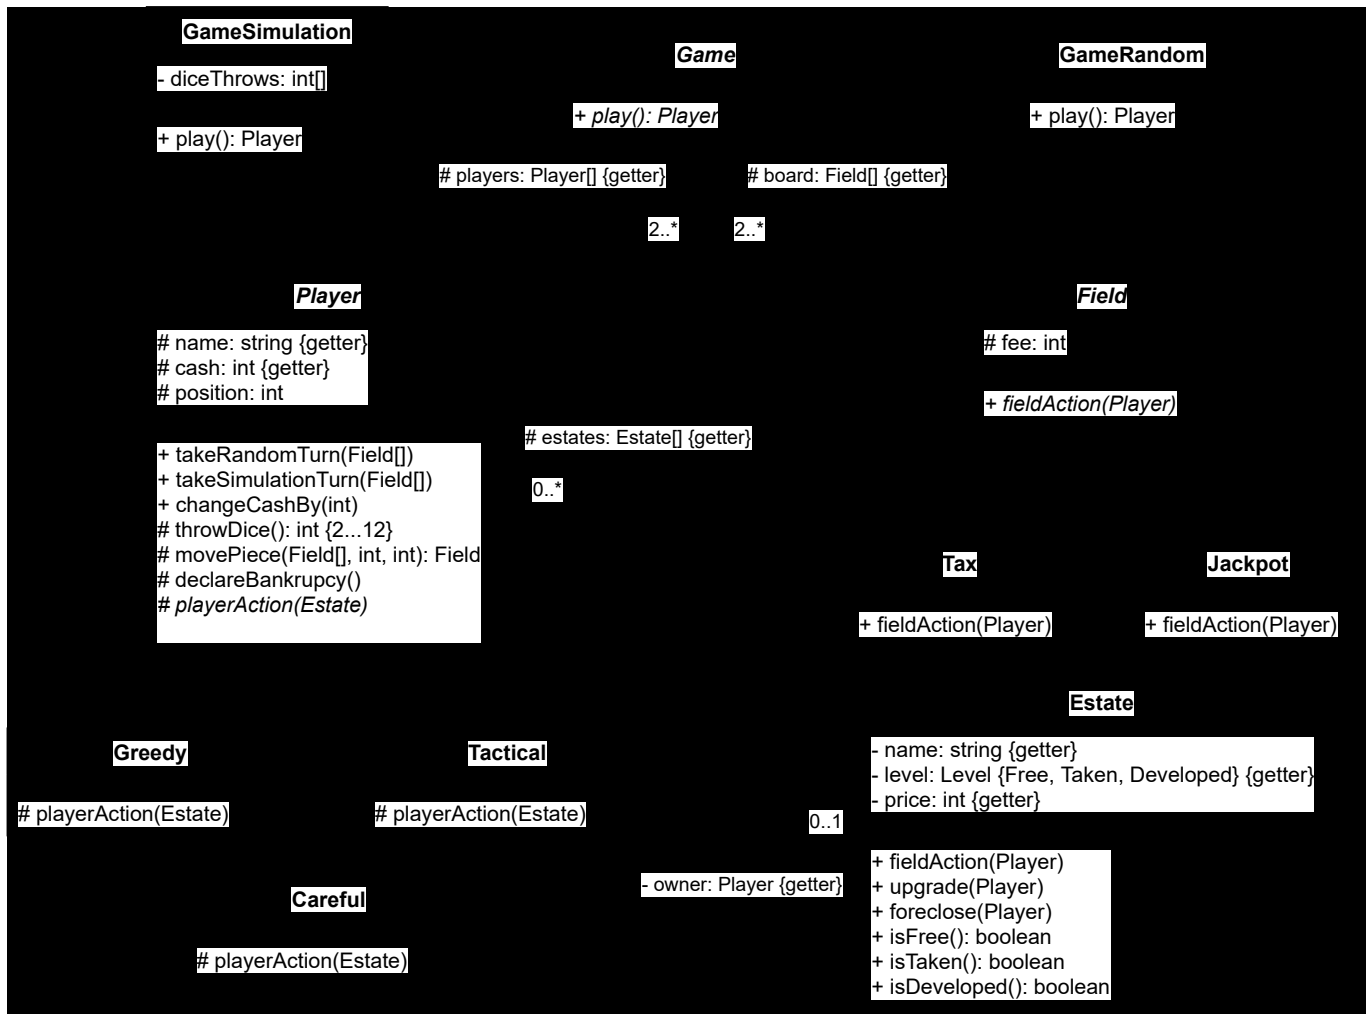 GameSimulation
- diceThrows: int[]
+ play(): Player
Game
+ play(): Player
GameRandom
+ play(): Player
# players: Player[] {getter}
# board: Field[] {getter}
2..*
2..*
Player
# name: string {getter}
# cash: int {getter}
# position: int
+ takeRandomTurn(Field[])
+ takeSimulationTurn(Field[])
+ changeCashBy(int)
# throwDice(): int {2...12}
# movePiece(Field[], int, int): Field
# declareBankrupcy()
# playerAction(Estate)
Field
# fee: int
+ fieldAction(Player)
# estates: Estate[] {getter}
0..*
Tax
+ fieldAction(Player)
Jackpot
+ fieldAction(Player)
Greedy
# playerAction(Estate)
Tactical
# playerAction(Estate)
Careful
# playerAction(Estate)
0..1
- owner: Player {getter}
Estate
- name: string {getter}
- level: Level {Free, Taken, Developed} {getter}
- price: int {getter}
+ fieldAction(Player)
+ upgrade(Player)
+ foreclose(Player)
+ isFree(): boolean
+ isTaken(): boolean
+ isDeveloped(): boolean